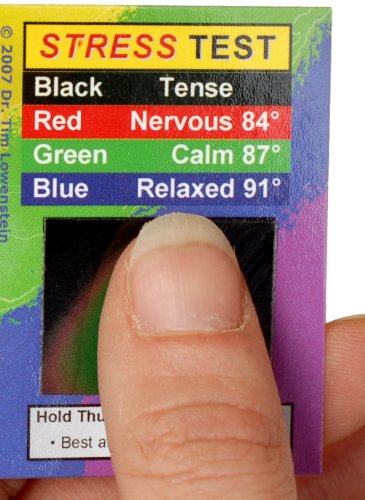 STRESS TEST
Black Tense
Red Nervous 84°
Green Calm 87°
Blue Relaxed 91°
Hold Thu
• Best a
© 2007 Dr. Tim Lowenstein